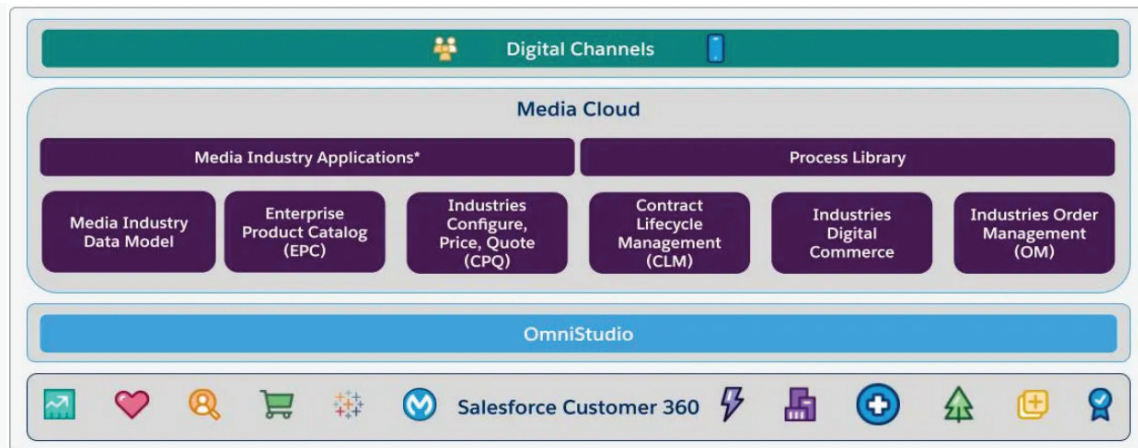 Digital Channels
Media Cloud
Media Industry Applications*
Process Library
Media Industry
Data Model
Enterprise
Product Catalog
(EPC)
Industries
Configure,
Price, Quote
(CPQ)
Contract
Lifecycle
Management
(CLM)
Industries
Digital
Commerce
Industries Order
Management
(OM)
OmniStudio
Salesforce Customer 360